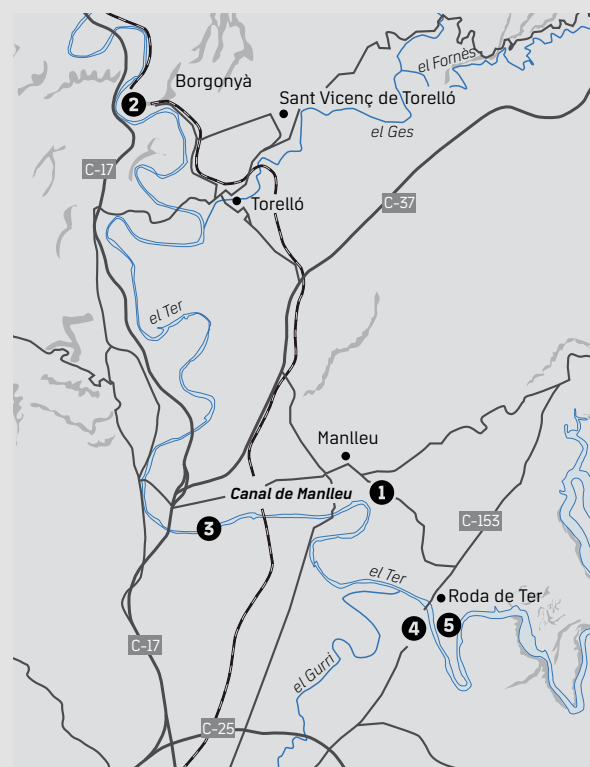 el Fornès
Borgonyà
2
Sant Vicenç de Torelló
el Ges
C-17
Torelló
C-37
el Ter
Manlleu
Canal de Manlleu
1
3
C-153
el Ter
Roda de Ter
4
5
C-17
el Gurri
C-25